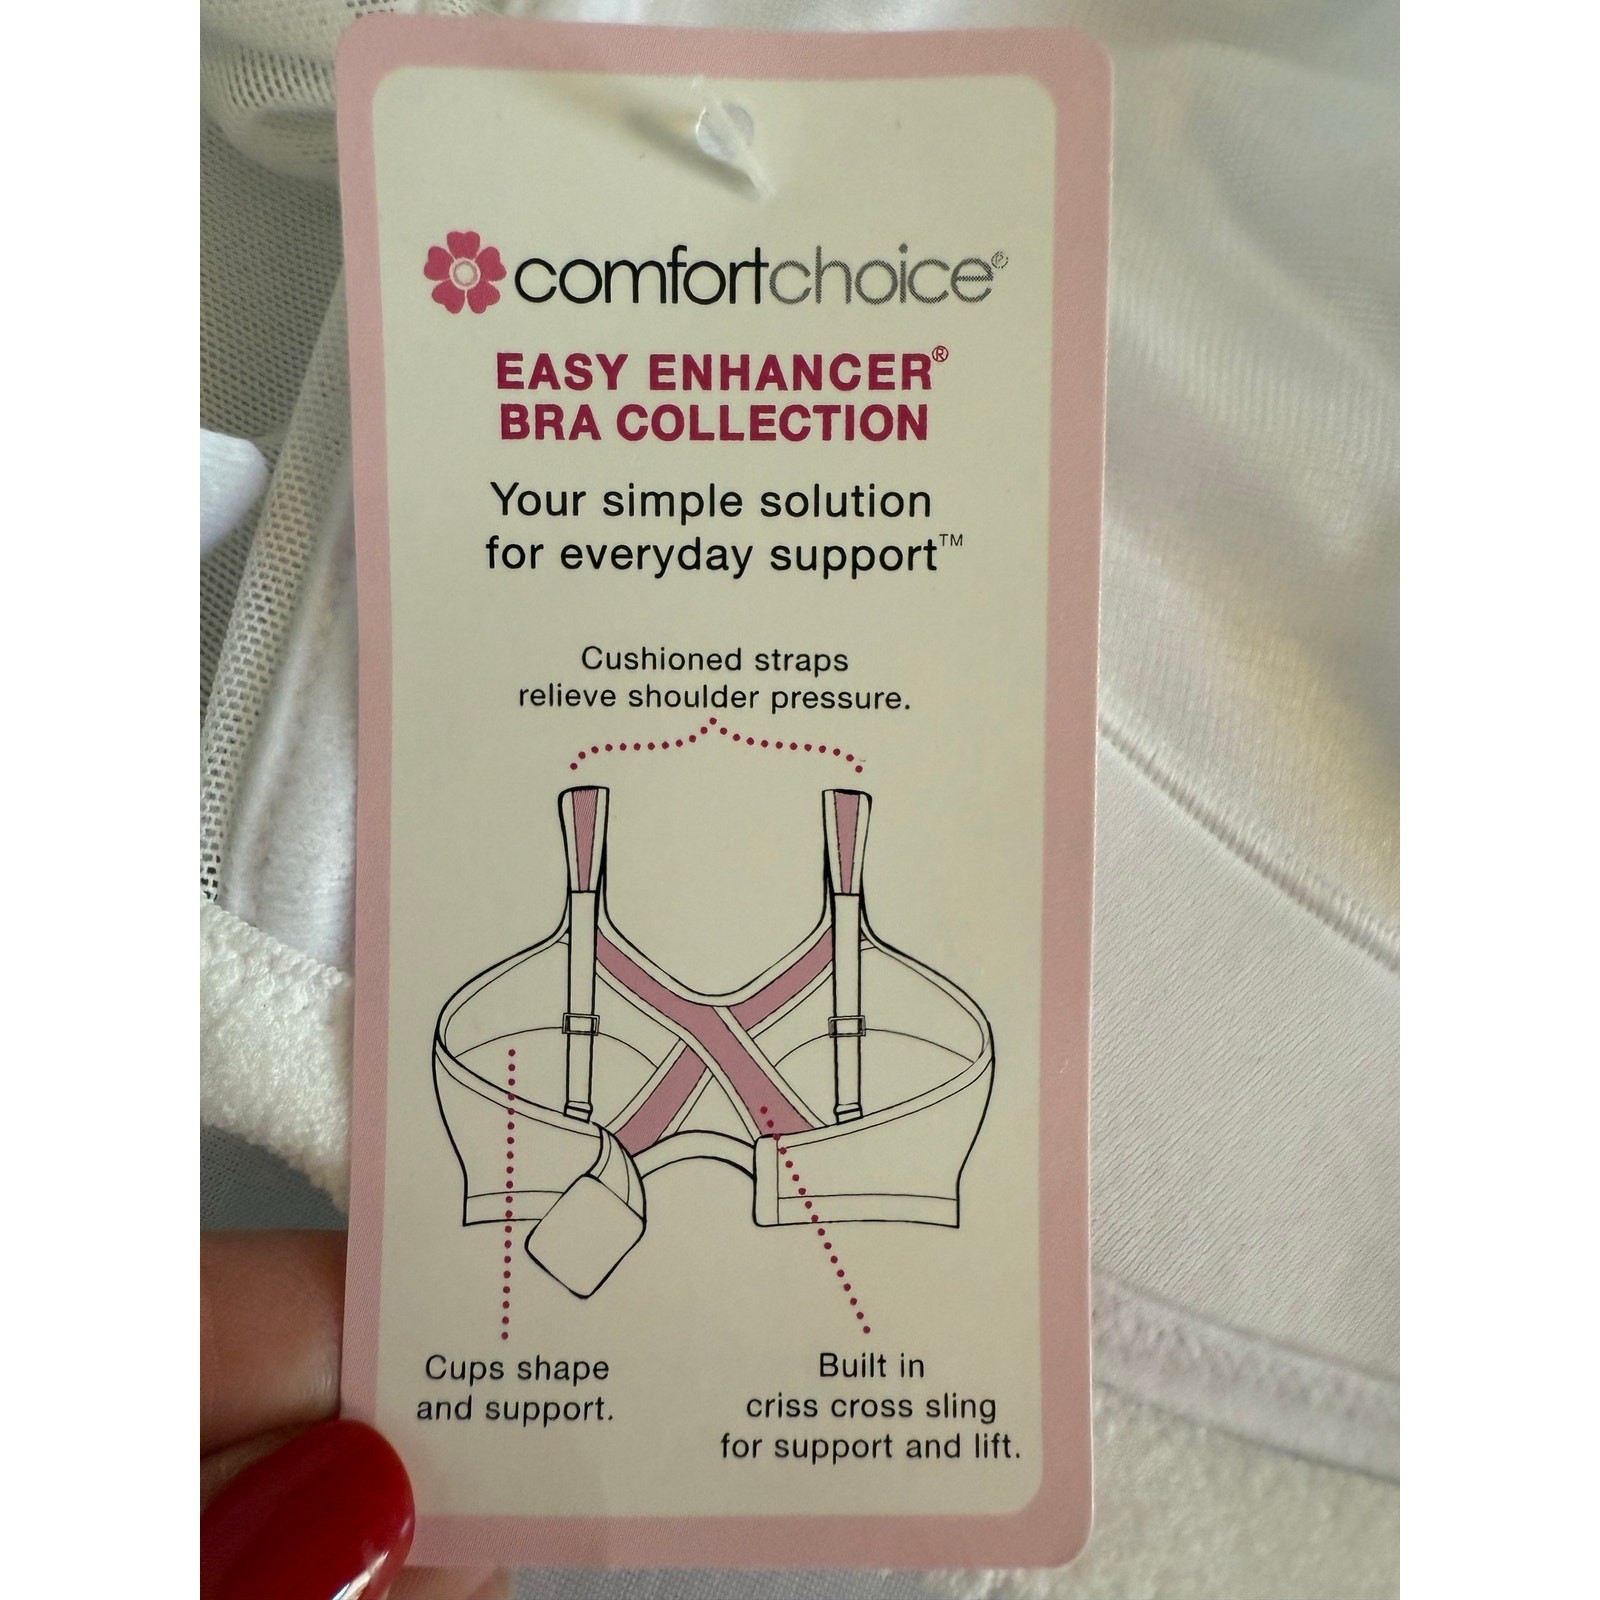 comfortchoice®
EASY ENHANCER®
BRA COLLECTION
Your simple solution
for everyday support™
Cushioned straps
relieve shoulder pressure.
Cups shape
and support.
Built in
criss cross sling
for support and lift.